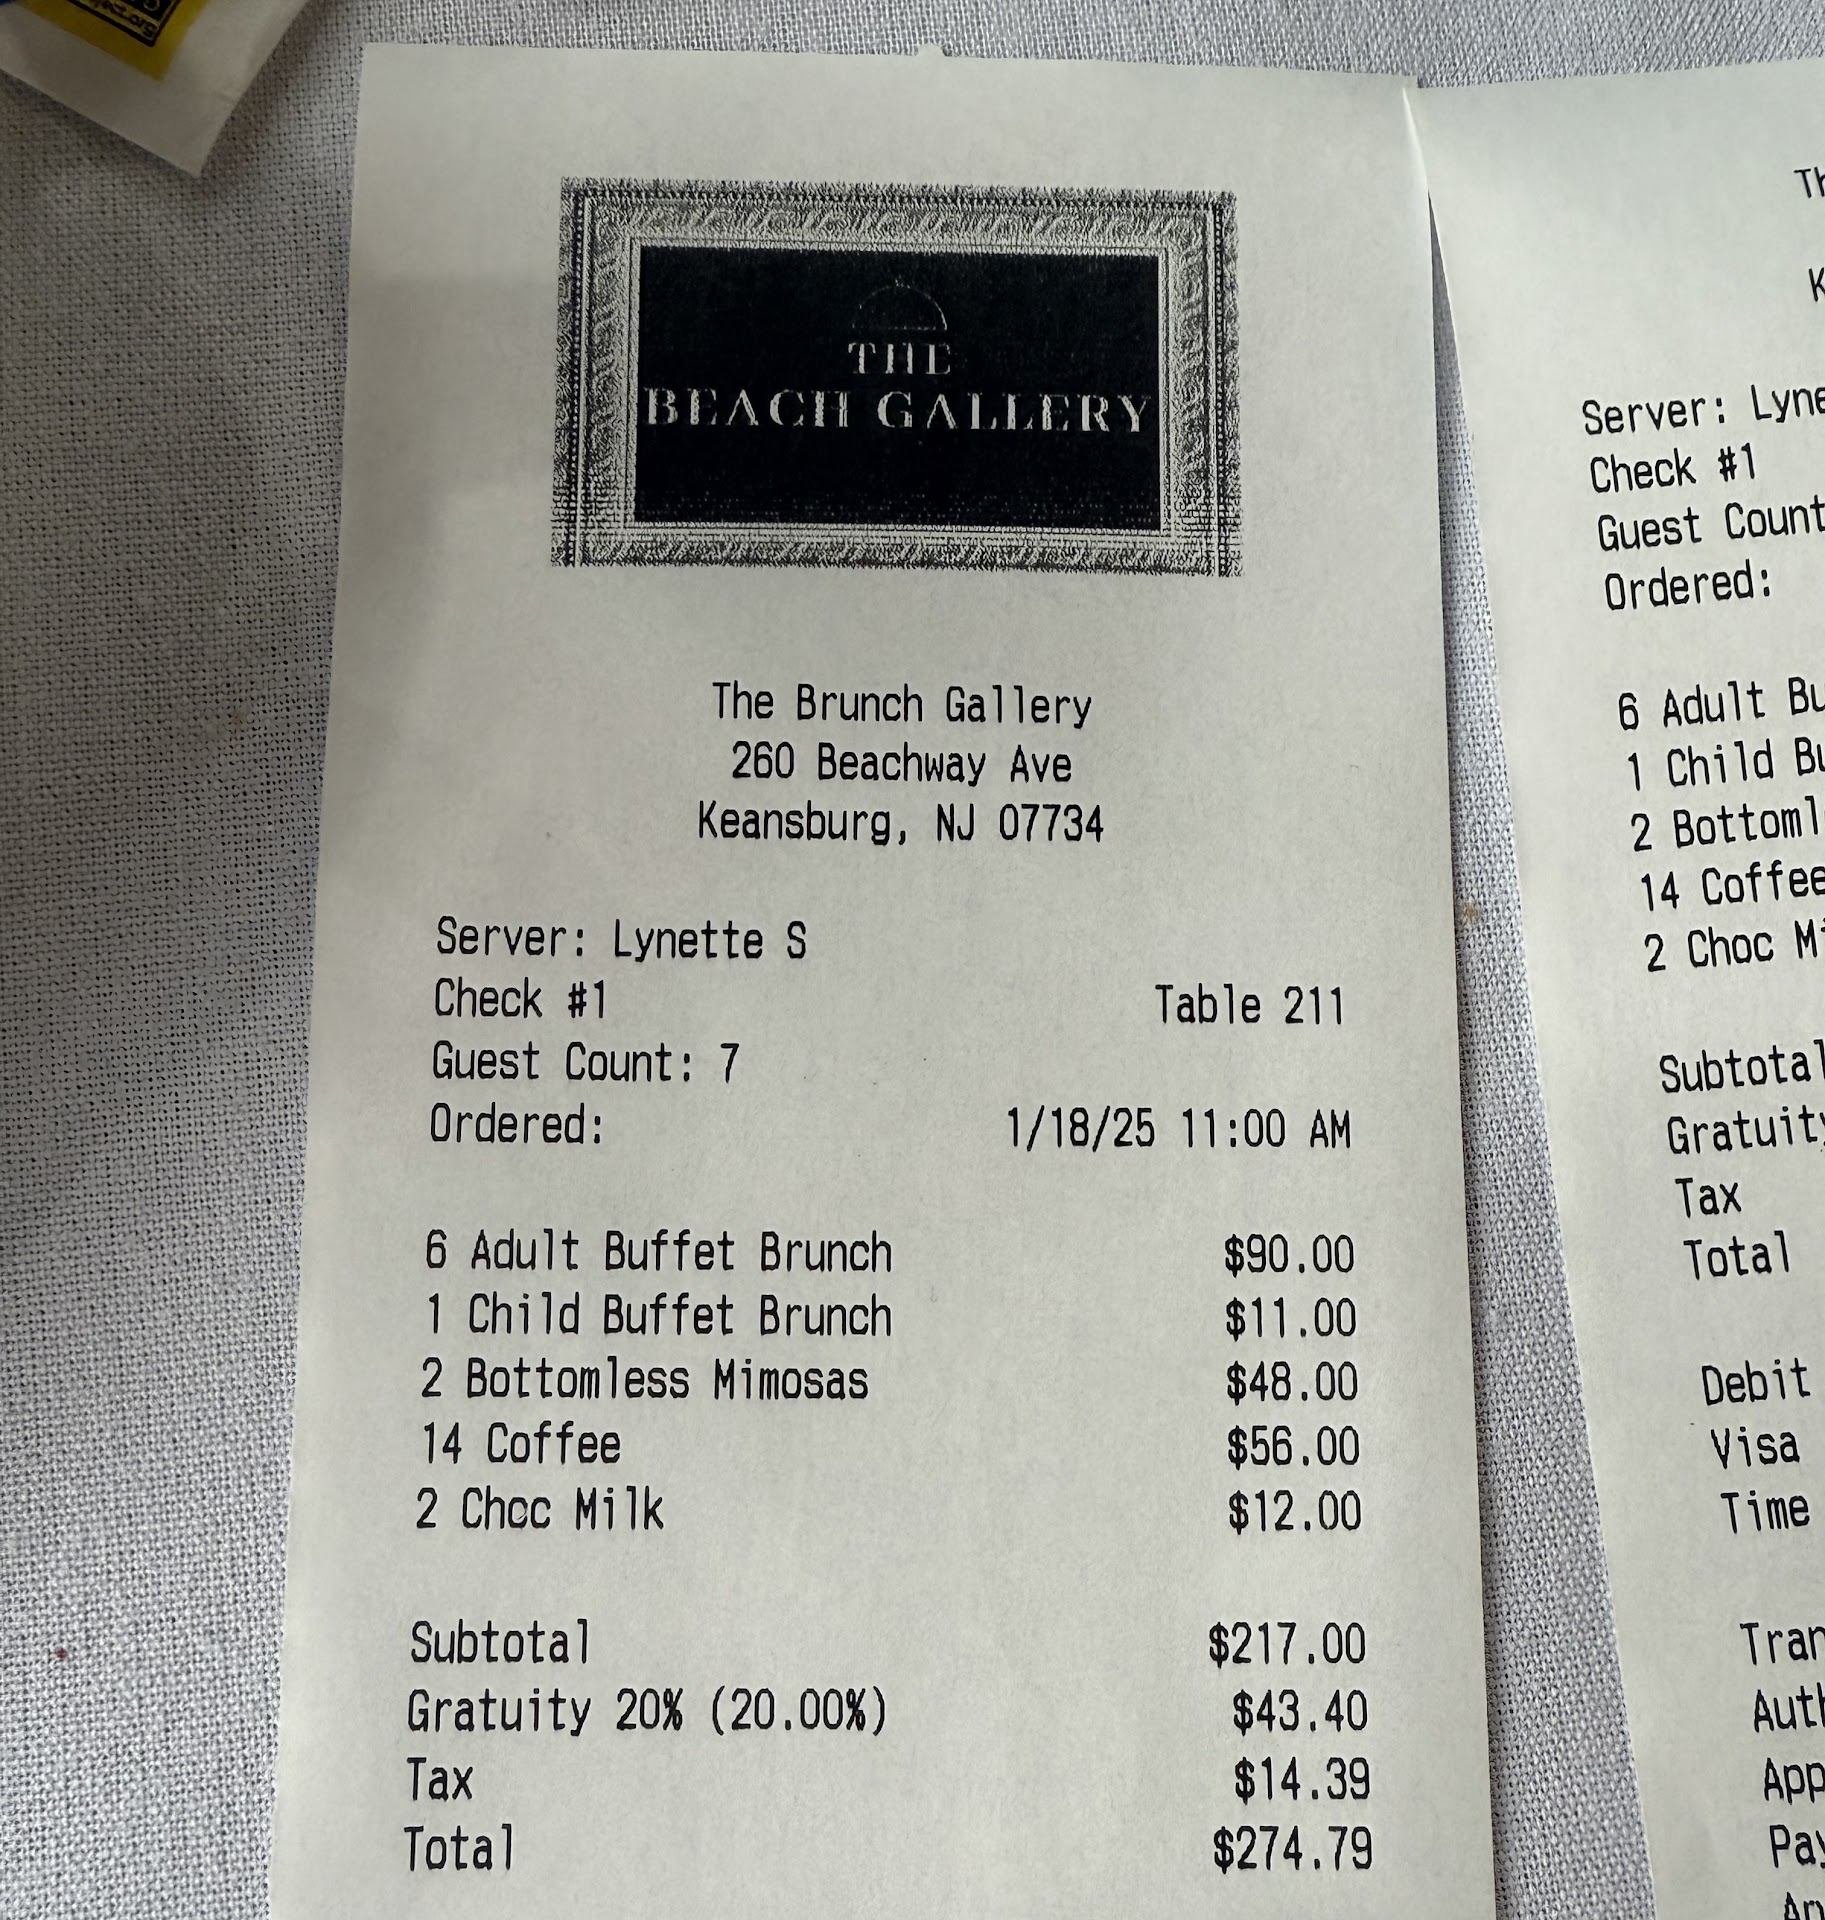 THE
BEACH GALLERY
The Brunch Gallery
260 Beachway Ave
Keansburg, NJ 07734
Server: Lynette S
Check #1 Table 211
Guest Count: 7
Ordered: 1/18/25 11:00 AM
6 Adult Buffet Brunch $90.00
1 Child Buffet Brunch $11.00
2 Bottomless Mimosas $48.00
14 Coffee $56.00
2 Choc Milk $12.00
Subtotal $217.00
Gratuity 20% (20.00%) $43.40
Tax $14.39
Total $274.79
Server:
Check #1
Guest Count
Ordered:
6 Adult
1 Child
2
14 Coffee
2 Choc
Subtotal
Gratuity
Tax
Total
Debit
Visa
Time